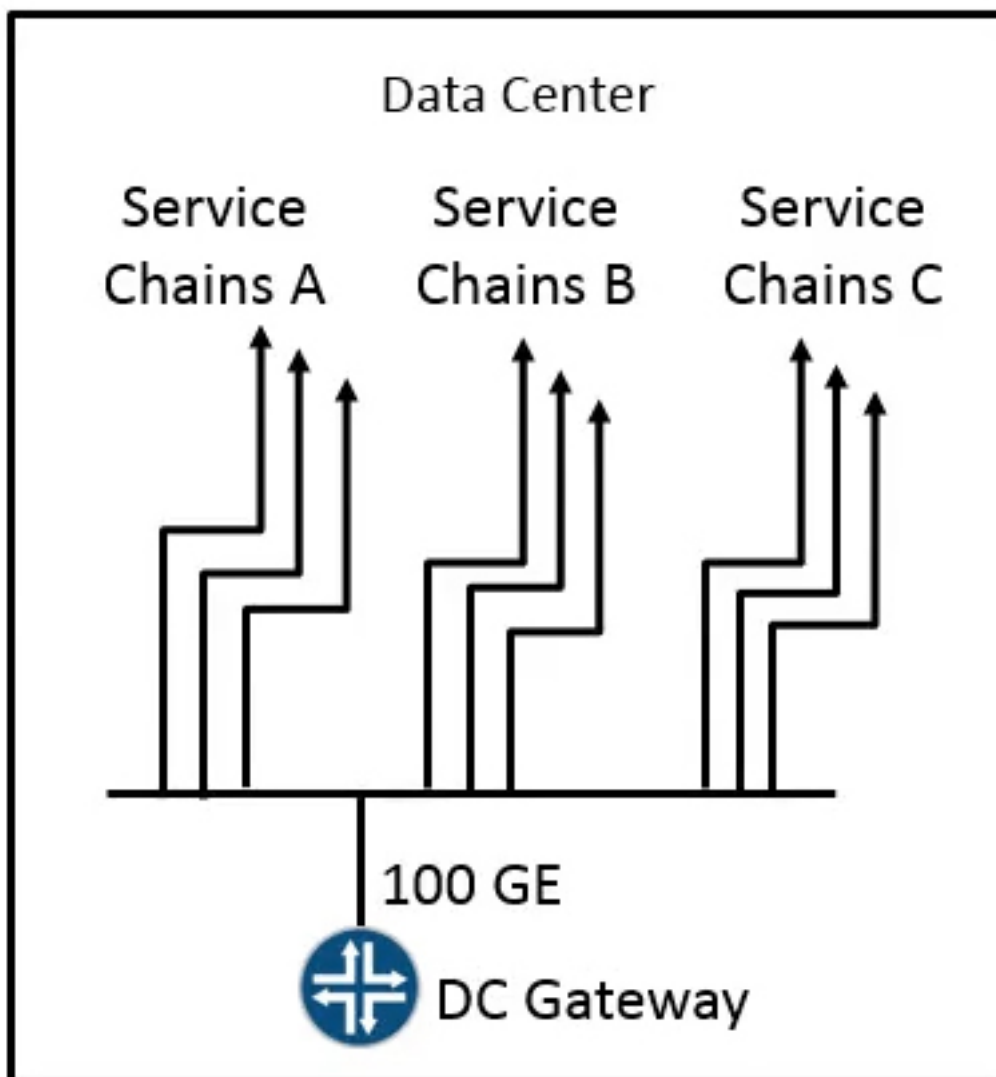 Data Center
Service
Chains A
Service
Chains B
Service
Chains C
100 GE
DC Gateway